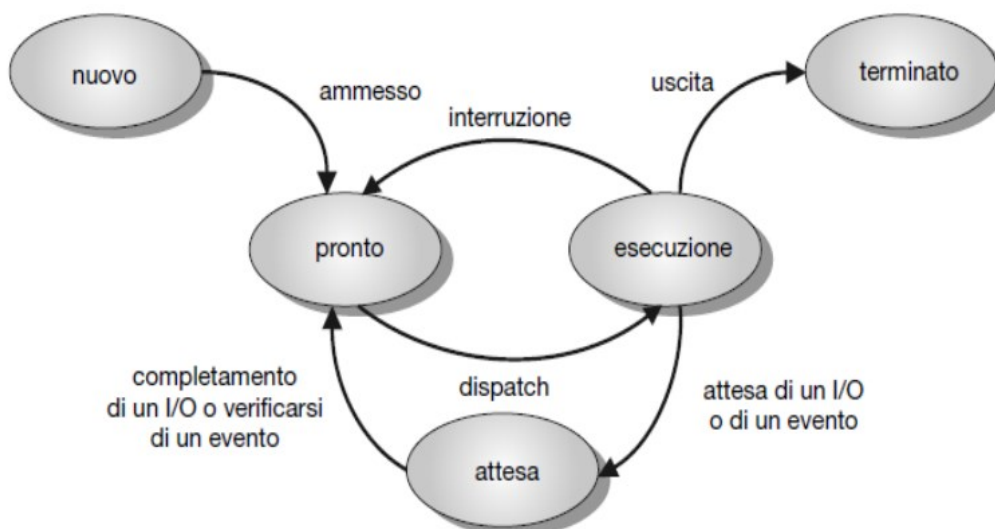 nuovo
terminato
ammesso
uscita
interruzione
pronto
esecuzione
completamento
di un I/O o verificarsi
di un evento
dispatch
attesa di un I/O
o di un evento
attesa